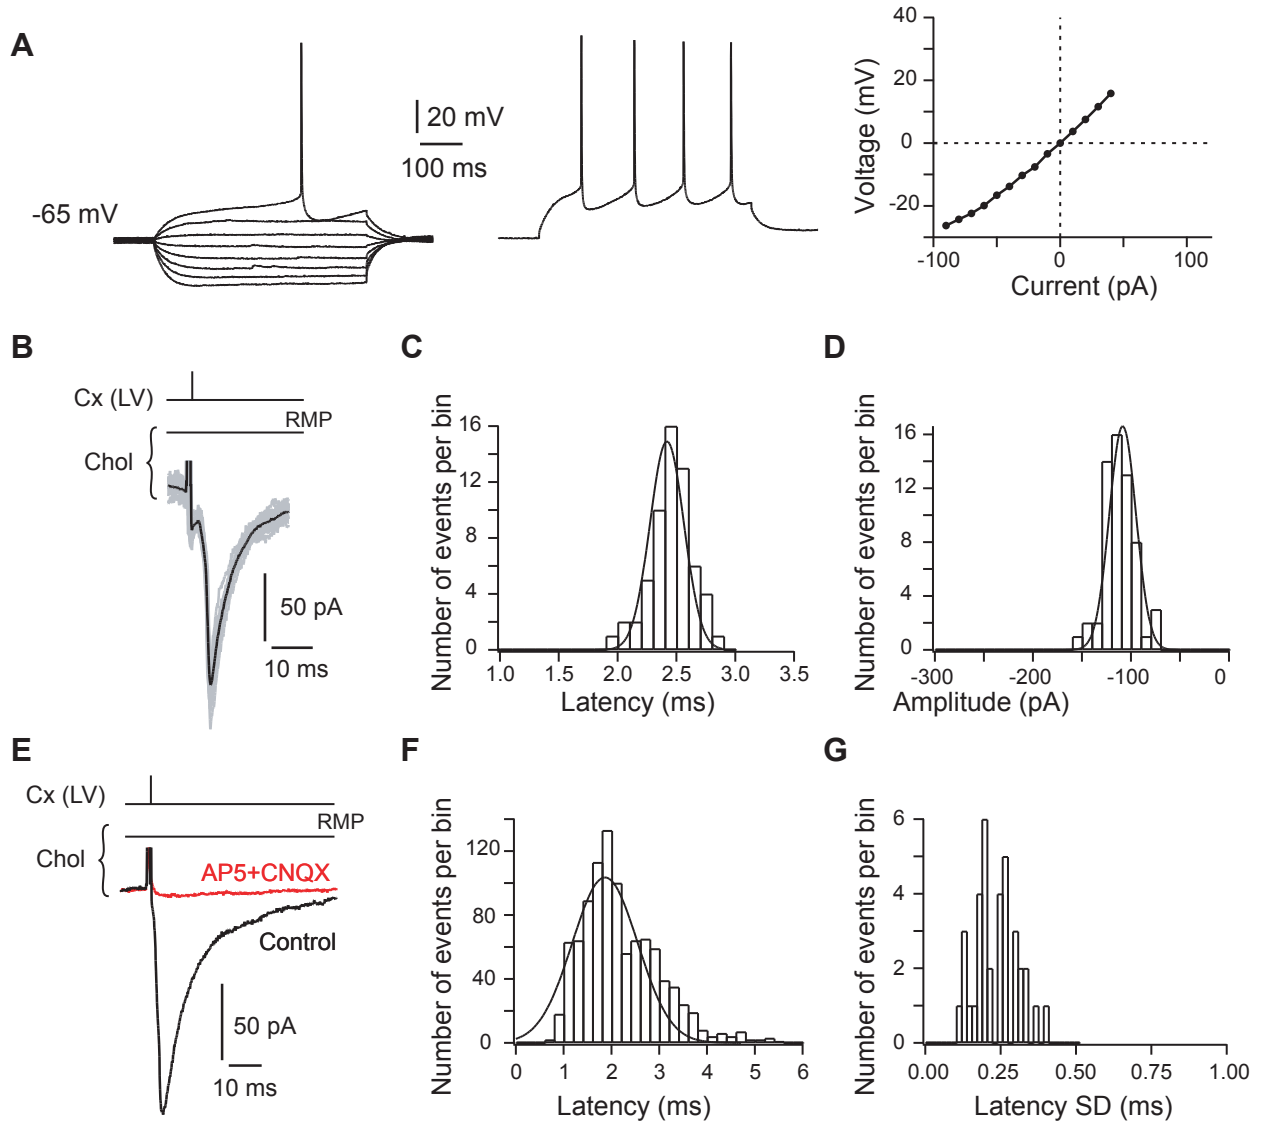 A
-65 mV
20 mV
100 ms
Voltage (mV)
40
20
0
-20
-100
0
100
Current (pA)
B
Cx (LV)
RMP
Chol
50 pA
10 ms
C
Number of events per bin
16
12
8
4
0
1.0
1.5
2.0
2.5
3.0
3.5
Latency (ms)
D
Number of events per bin
16
12
8
4
0
-300
-200
-100
0
Amplitude (pA)
E
Cx (LV)
RMP
Chol
AP5+CNQX
Control
50 pA
10 ms
F
Number of events per bin
120
80
40
0
0
1
2
3
4
5
6
Latency (ms)
G
Number of events per bin
6
4
2
0
0.00
0.25
0.50
0.75
1.00
Latency SD (ms)